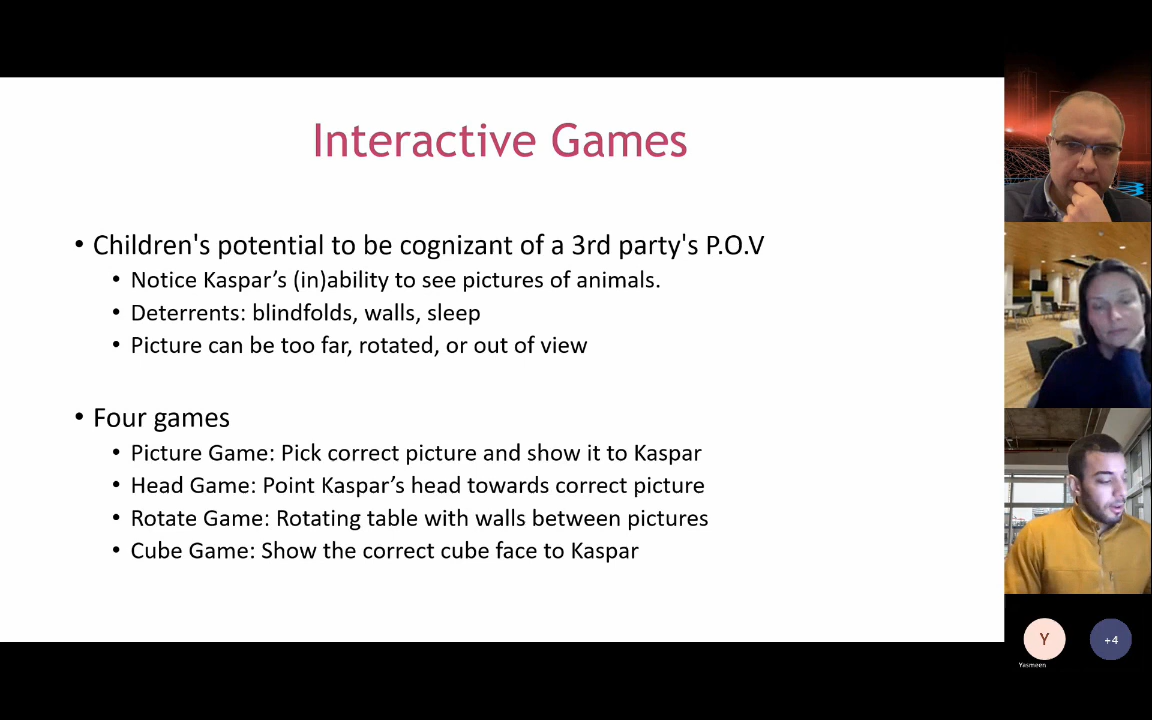 Interactive Games
• Children's potential to be cognizant of a 3rd party's P.O.V
• Notice Kaspar’s (in)ability to see pictures of animals.
• Deterrents: blindfolds, walls, sleep
• Picture can be too far, rotated, or out of view
• Four games
• Picture Game: Pick correct picture and show it to Kaspar
• Head Game: Point Kaspar’s head towards correct picture
• Rotate Game: Rotating table with walls between pictures
• Cube Game: Show the correct cube face to Kaspar
Y
+4
Yasmeen